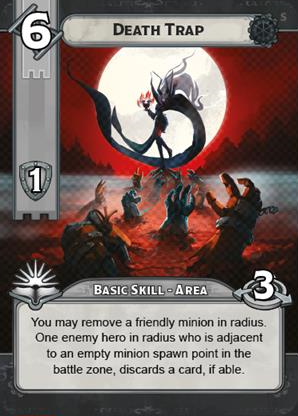 6
DEATH TRAP
S
1
BASIC SKILL - AREA
3
You may remove a friendly minion in radius.
One enemy hero in radius who is adjacent
to an empty minion spawn point in the
battle zone, discards a card, if able.